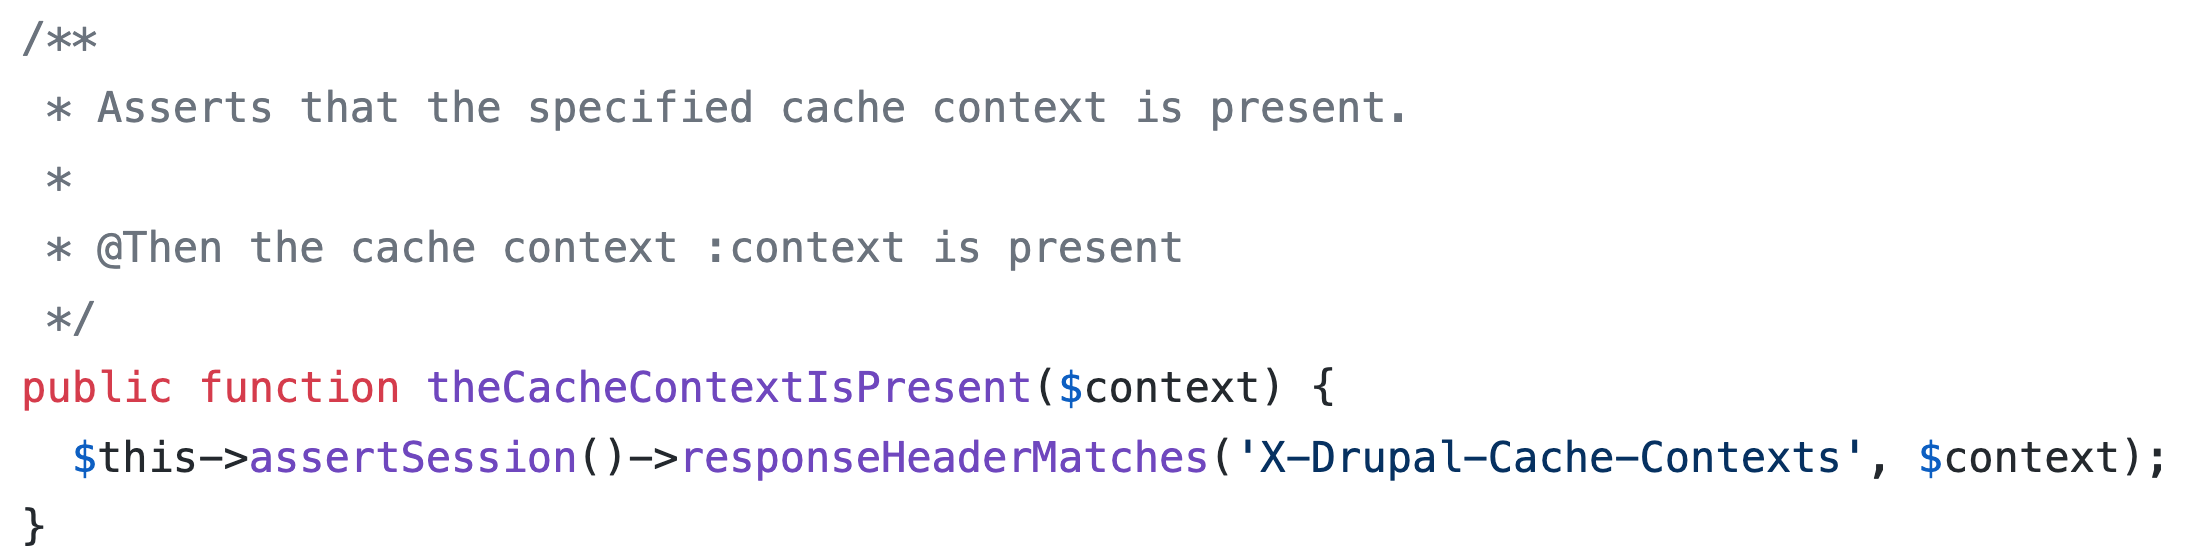 /**
 * Asserts that the specified cache context is present.
 *
 * @Then the cache context :context is present
 */
public function theCacheContextIsPresent($context) {
  $this->assertSession()->responseHeaderMatches('X-Drupal-Cache-Contexts', $context);
}